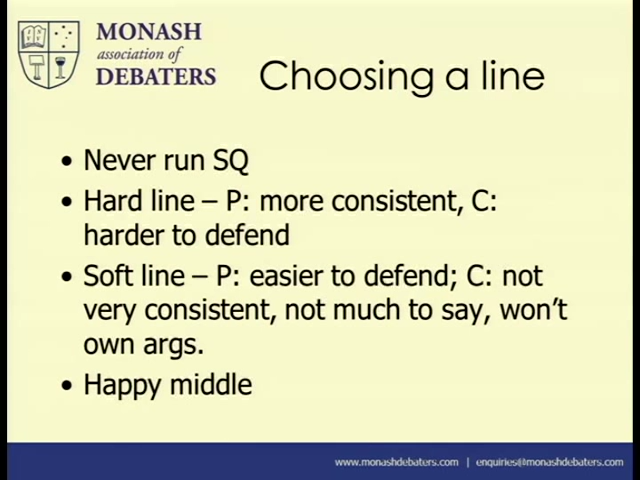 MONASH
association of
DEBATERS
Choosing a line
• Never run SQ
• Hard line – P: more consistent, C:
harder to defend
• Soft line – P: easier to defend; C: not
very consistent, not much to say, won’t
own args.
• Happy middle
www.monashdebaters.com | enquiries@monashdebaters.com